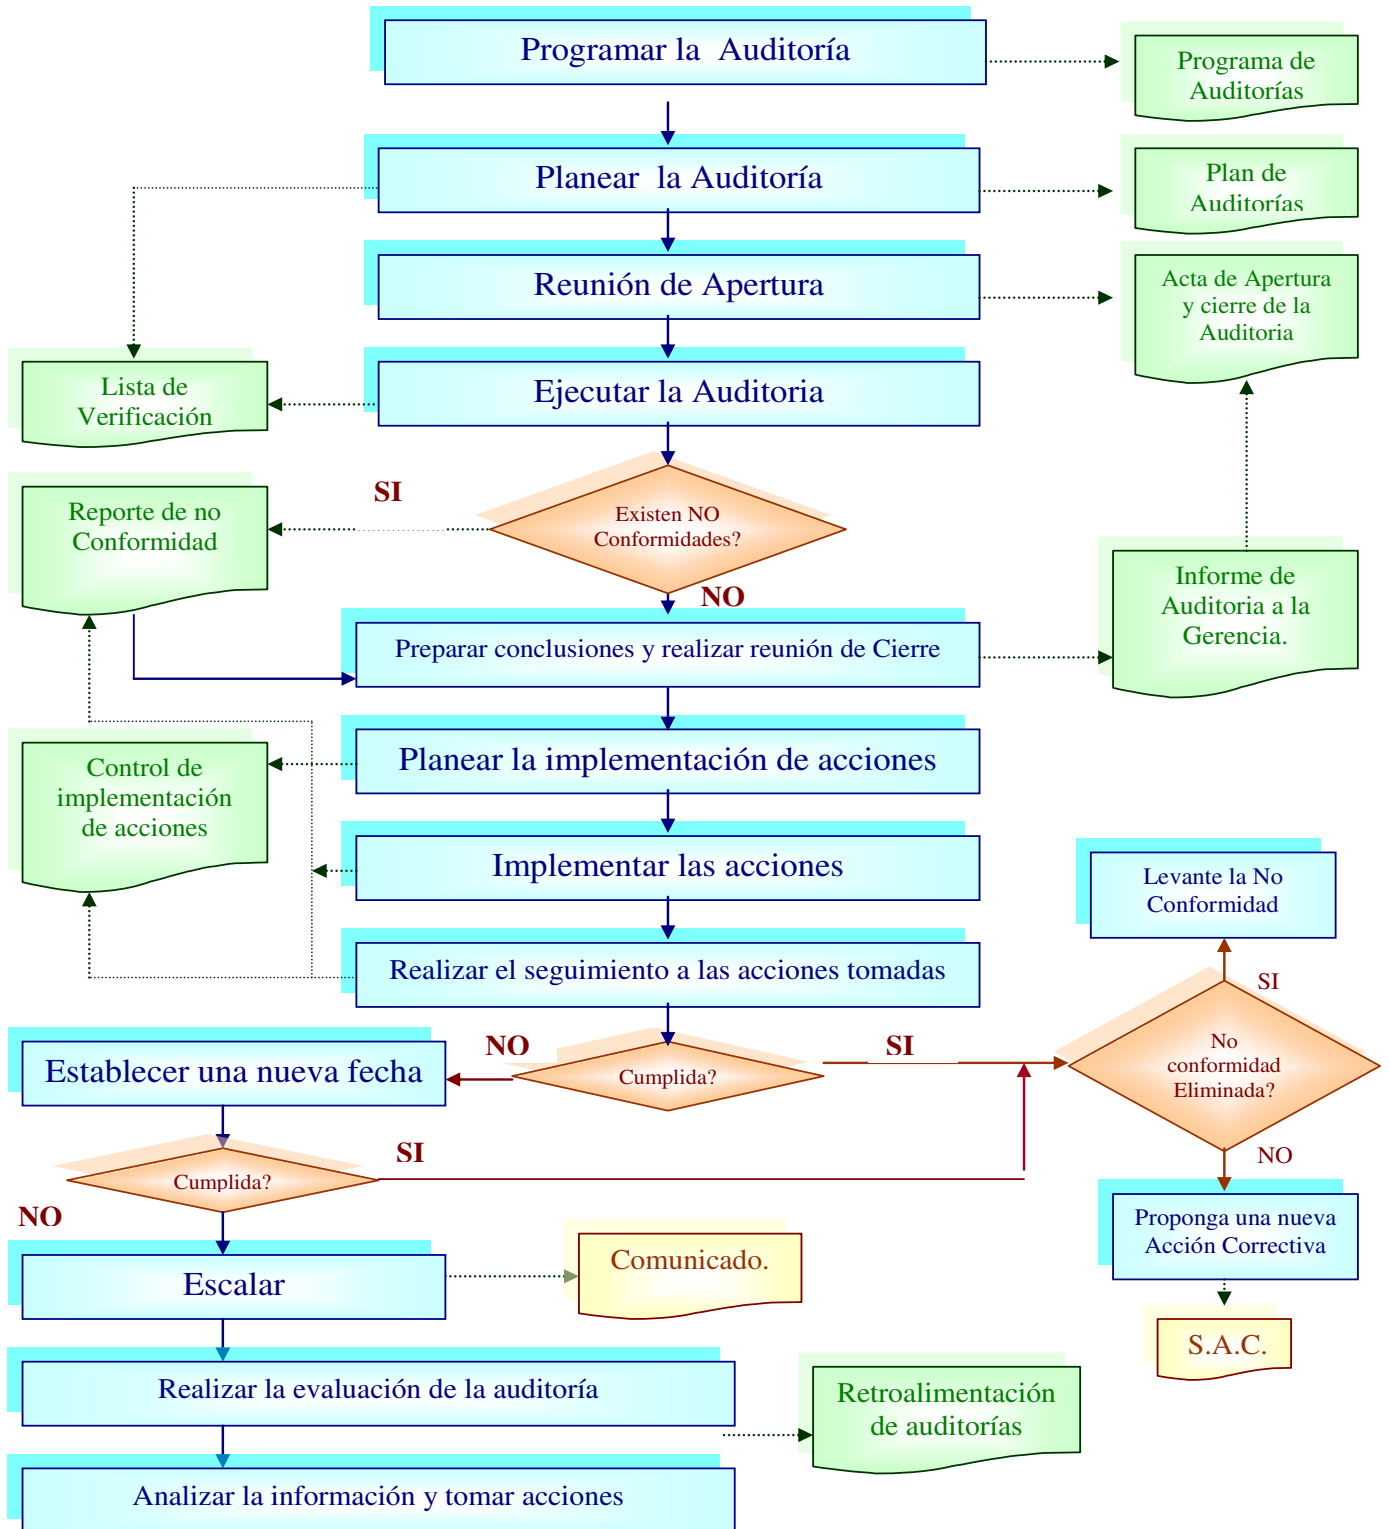 Programar la  Auditoría
Programa de
Auditorías
Planear  la Auditoría
Plan de
Auditorías
Reunión de Apertura
Acta de Apertura
y cierre de la
Auditoria
Lista de
Verificación
Ejecutar la Auditoria
SI
Reporte de no
Conformidad
Existen NO
Conformidades?
NO
Informe de
Auditoria a la
Gerencia.
Preparar conclusiones y realizar reunión de Cierre
Planear la implementación de acciones
Control de
implementación
de acciones
Implementar las acciones
Levante la No
Conformidad
Realizar el seguimiento a las acciones tomadas
SI
NO
SI
Establecer una nueva fecha
Cumplida?
No
conformidad
Eliminada?
SI
Cumplida?
NO
NO
Proponga una nueva
Acción Correctiva
Escalar
Comunicado.
S.A.C.
Realizar la evaluación de la auditoría
Retroalimentación
de auditorías
Analizar la información y tomar acciones